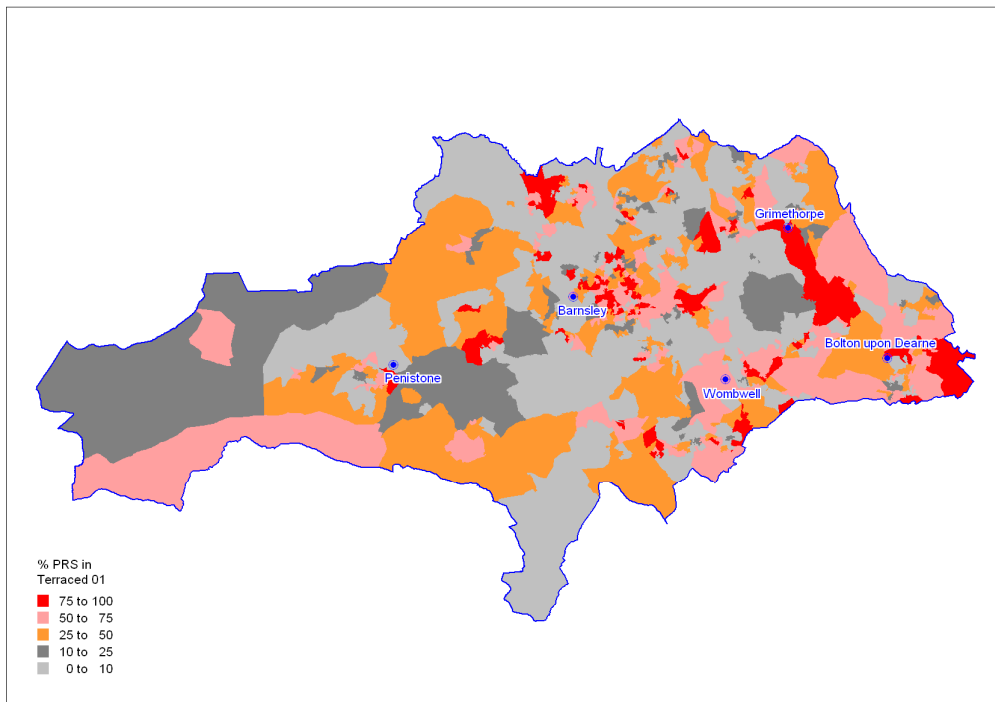 Grimethorpe
Barnsley
Bolton upon Dearne
Penistone
Wombwell
% PRS in
Terraced 01
75 to 100
50 to 75
25 to 50
10 to 25
0 to 10